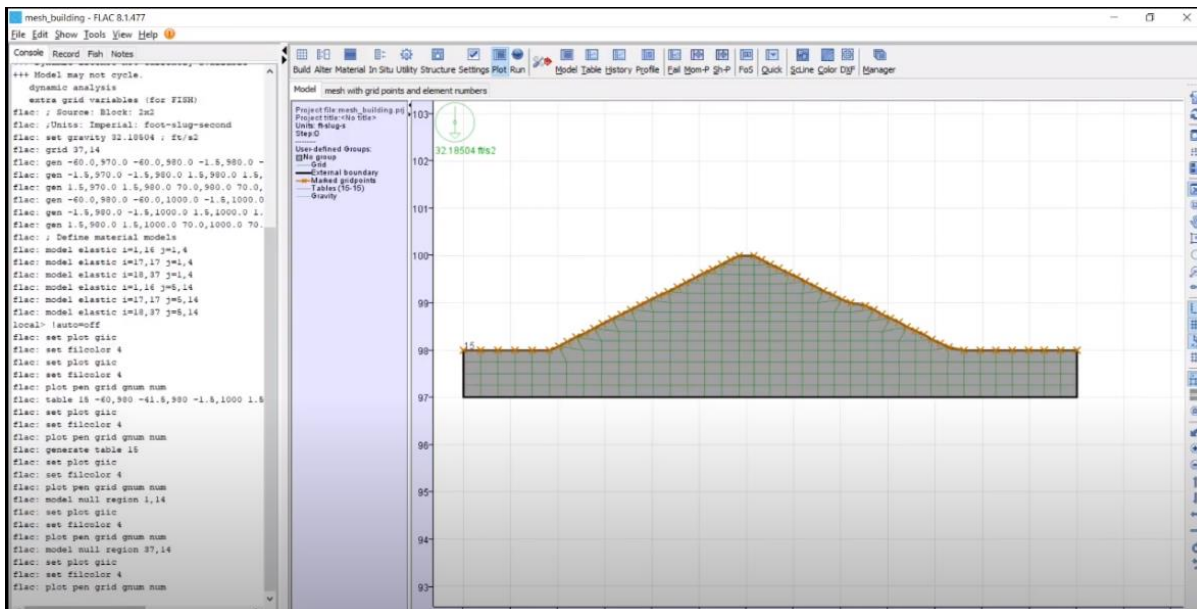 mesh_building - FLAC 8.1.477
File Edit Show Tools View Help
Console Record Fish Notes
+++ Model may not cycle.
dynamic analysis
extra grid variables (for FISH)
flac: ; Source: Block: 2x2
flac: ;Units: Imperial: foot-slug-second
flac: set gravity 32.18504 ; ft/s2
flac: grid 37,14
flac: gen -60.0,970.0 -60.0,980.0 -1.5,980.0 -
flac: gen -1.5,970.0 -1.5,980.0 1.5,980.0 1.5,
flac: gen 1.5,970.0 1.5,980.0 70.0,980.0 70.0,
flac: gen -60.0,980.0 -60.0,1000.0 -1.5,1000.0
flac: gen -1.5,980.0 -1.5,1000.0 1.5,1000.0 1.
flac: gen 1.5,980.0 1.5,1000.0 70.0,1000.0 70.
flac: ; Define material models
flac: model elastic i=1,16 j=1,4
flac: model elastic i=17,17 j=1,4
flac: model elastic i=18,37 j=1,4
flac: model elastic i=1,16 j=5,14
flac: model elastic i=17,17 j=5,14
flac: model elastic i=18,37 j=5,14
local> !auto=off
flac: set plot giic
flac: set filcolor 4
flac: set plot giic
flac: set filcolor 4
flac: plot pen grid gnum num
flac: table 15 -60,980 -41.5,980 -1.5,1000 1.5
flac: set plot giic
flac: set filcolor 4
flac: plot pen grid gnum num
flac: generate table 15
flac: set plot giic
flac: set filcolor 4
flac: plot pen grid gnum num
flac: model null region 1,14
flac: set plot giic
flac: set filcolor 4
flac: plot pen grid gnum num
flac: model null region 37,14
flac: set plot giic
flac: set filcolor 4
flac: plot pen grid gnum num
Build Alter Material In Situ Utility Structure Settings Plot Run Model Table History Profile Fail Mom-P Sh-P FoS Quick ScLine Color DXF Manager
Model mesh with grid points and element numbers
Project file:mesh_building.prj
Project title:<No title>
Units: ft-slug-s
Step:0
User-defined Groups:
No group
Grid
External boundary
Marked gridpoints
Tables (15-15)
Gravity
32.18504 ft/s2
103
102
101
100
99
98
15
97
96
95
94
93